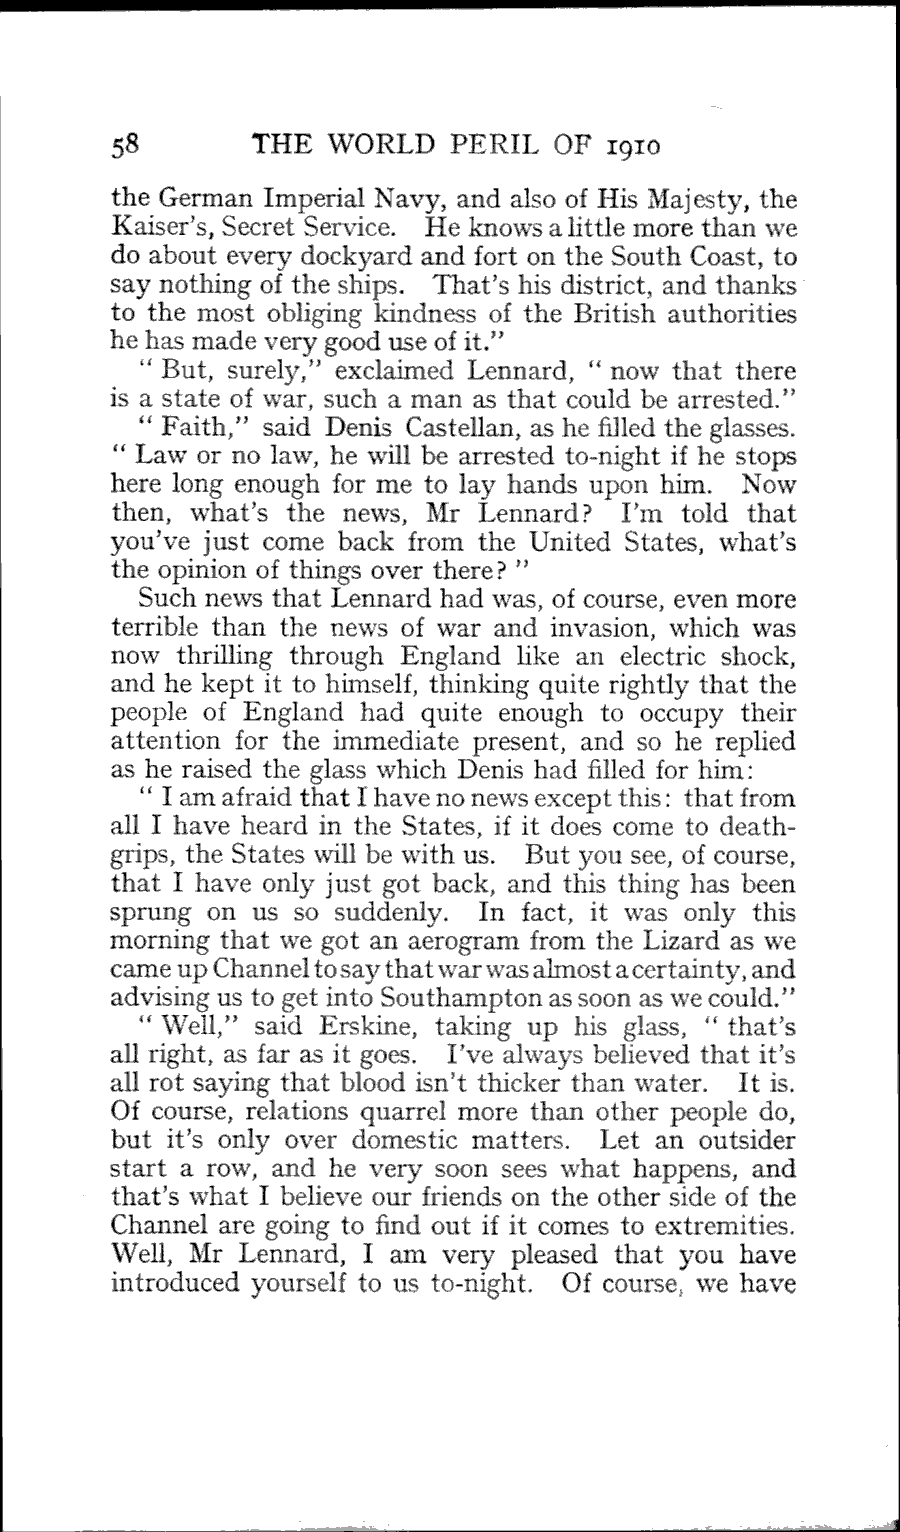 58 THE WORLD PERIL OF 1910
the German Imperial Navy, and also of His Majesty, the
Kaiser's, Secret Service. He knows a little more than we
do about every dockyard and fort on the South Coast, to
say nothing of the ships. That's his district, and thanks
to the most obliging kindness of the British authorities
he has made very good use of it."
" But, surely," exclaimed Lennard, " now that there
is a state of war, such a man as that could be arrested."
" Faith," said Denis Castellan, as he filled the glasses.
" Law or no law, he will be arrested to-night if he stops
here long enough for me to lay hands upon him. Now
then, what's the news, Mr Lennard? I'm told that
you've just come back from the United States, what's
the opinion of things over there? "
Such news that Lennard had was, of course, even more
terrible than the news of war and invasion, which was
now thrilling through England like an electric shock,
and he kept it to himself, thinking quite rightly that the
people of England had quite enough to occupy their
attention for the immediate present, and so he replied
as he raised the glass which Denis had filled for him:
" I am afraid that I have no news except this: that from
all I have heard in the States, if it does come to death-
grips, the States will be with us. But you see, of course,
that I have only just got back, and this thing has been
sprung on us so suddenly. In fact, it was only this
morning that we got an aerogram from the Lizard as we
came up Channel to say that war was almost a certainty, and
advising us to get into Southampton as soon as we could."
" Well," said Erskine, taking up his glass, " that's
all right, as far as it goes. I've always believed that it's
all rot saying that blood isn't thicker than water. It is.
Of course, relations quarrel more than other people do,
but it's only over domestic matters. Let an outsider
start a row, and he very soon sees what happens, and
that's what I believe our friends on the other side of the
Channel are going to find out if it comes to extremities.
Well, Mr Lennard, I am very pleased that you have
introduced yourself to us to-night. Of course, we have